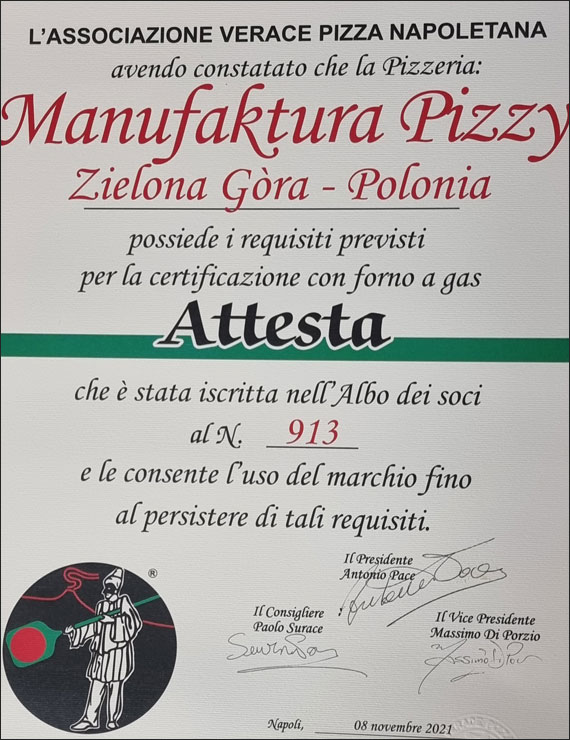 L'ASSOCIAZIONE VERACE PIZZA NAPOLETANA
avendo constatato che la Pizzeria:
Manufaktura Pizzy
Zielona Gòra - Polonia
possiede i requisiti previsti
per la certificazione con forno a gas
Attesta
che è stata iscritta nell'Albo dei soci
al N. 913
e le consente l'uso del marchio fino
al persistere di tali requisiti.
Il Presidente
Antonio Pace
Il Consigliere
Paolo Surace
Il Vice Presidente
Massimo Di Porzio
®
Napoli, 08 novembre 2021